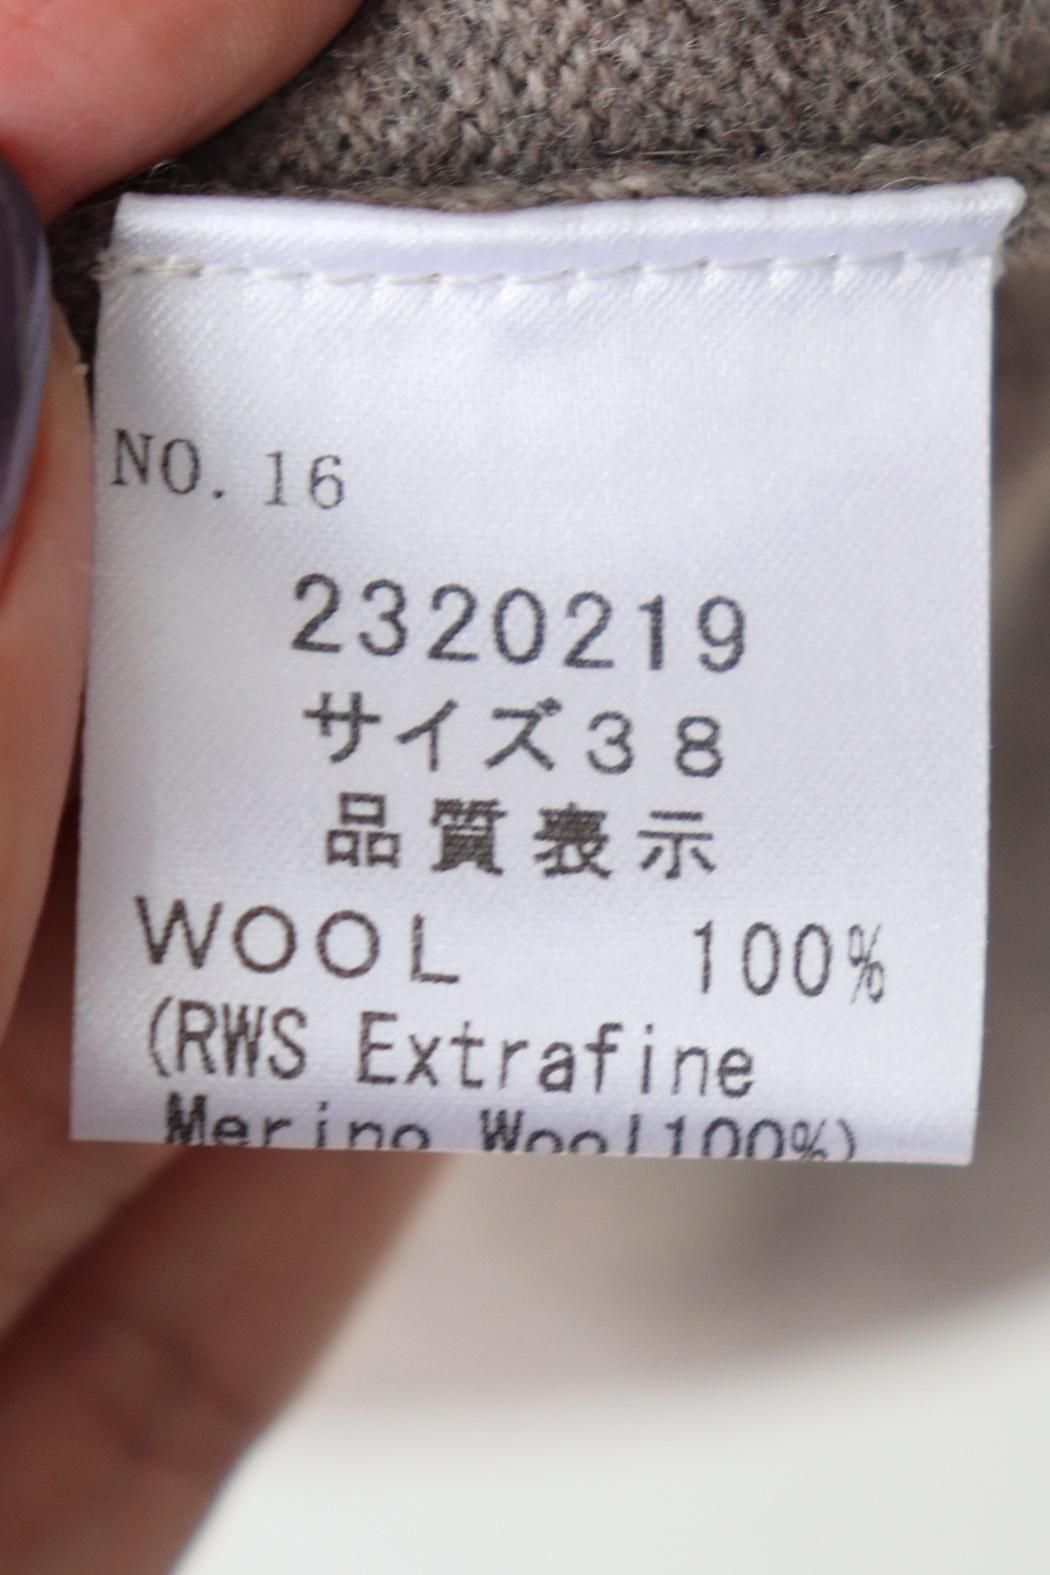 NO. 16
2320219
サイズ３８
品質表示
WOOL 100%
(RWS Extrafine
Merino Wool100%)